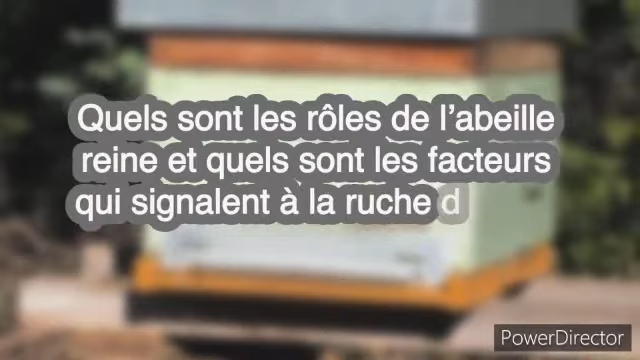 Quels sont les rôles de l'abeille
reine et quels sont les facteurs
qui signalent à la ruche d
PowerDirector